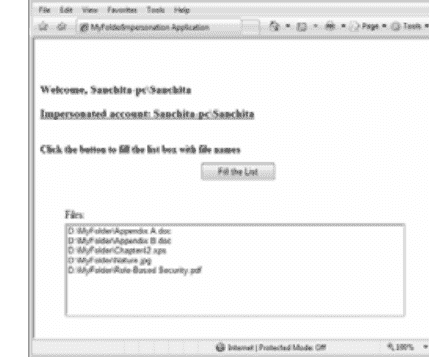 File Edit View Favorites Tools Help
MyFolderImpersonation Application Page Tools
Welcome, Sanchita-pc\Sanchita
Impersonated account: Sanchita-pc\Sanchita
Click the button to fill the list box with file names
Fill the List
Files:
D:\MyFolder\Appendix A.doc
D:\MyFolder\Appendix B.doc
D:\MyFolder\Chapter12.xps
D:\MyFolder\Nature.jpg
D:\MyFolder\Role-Based Security.pdf
Internet | Protected Mode: Off 100%